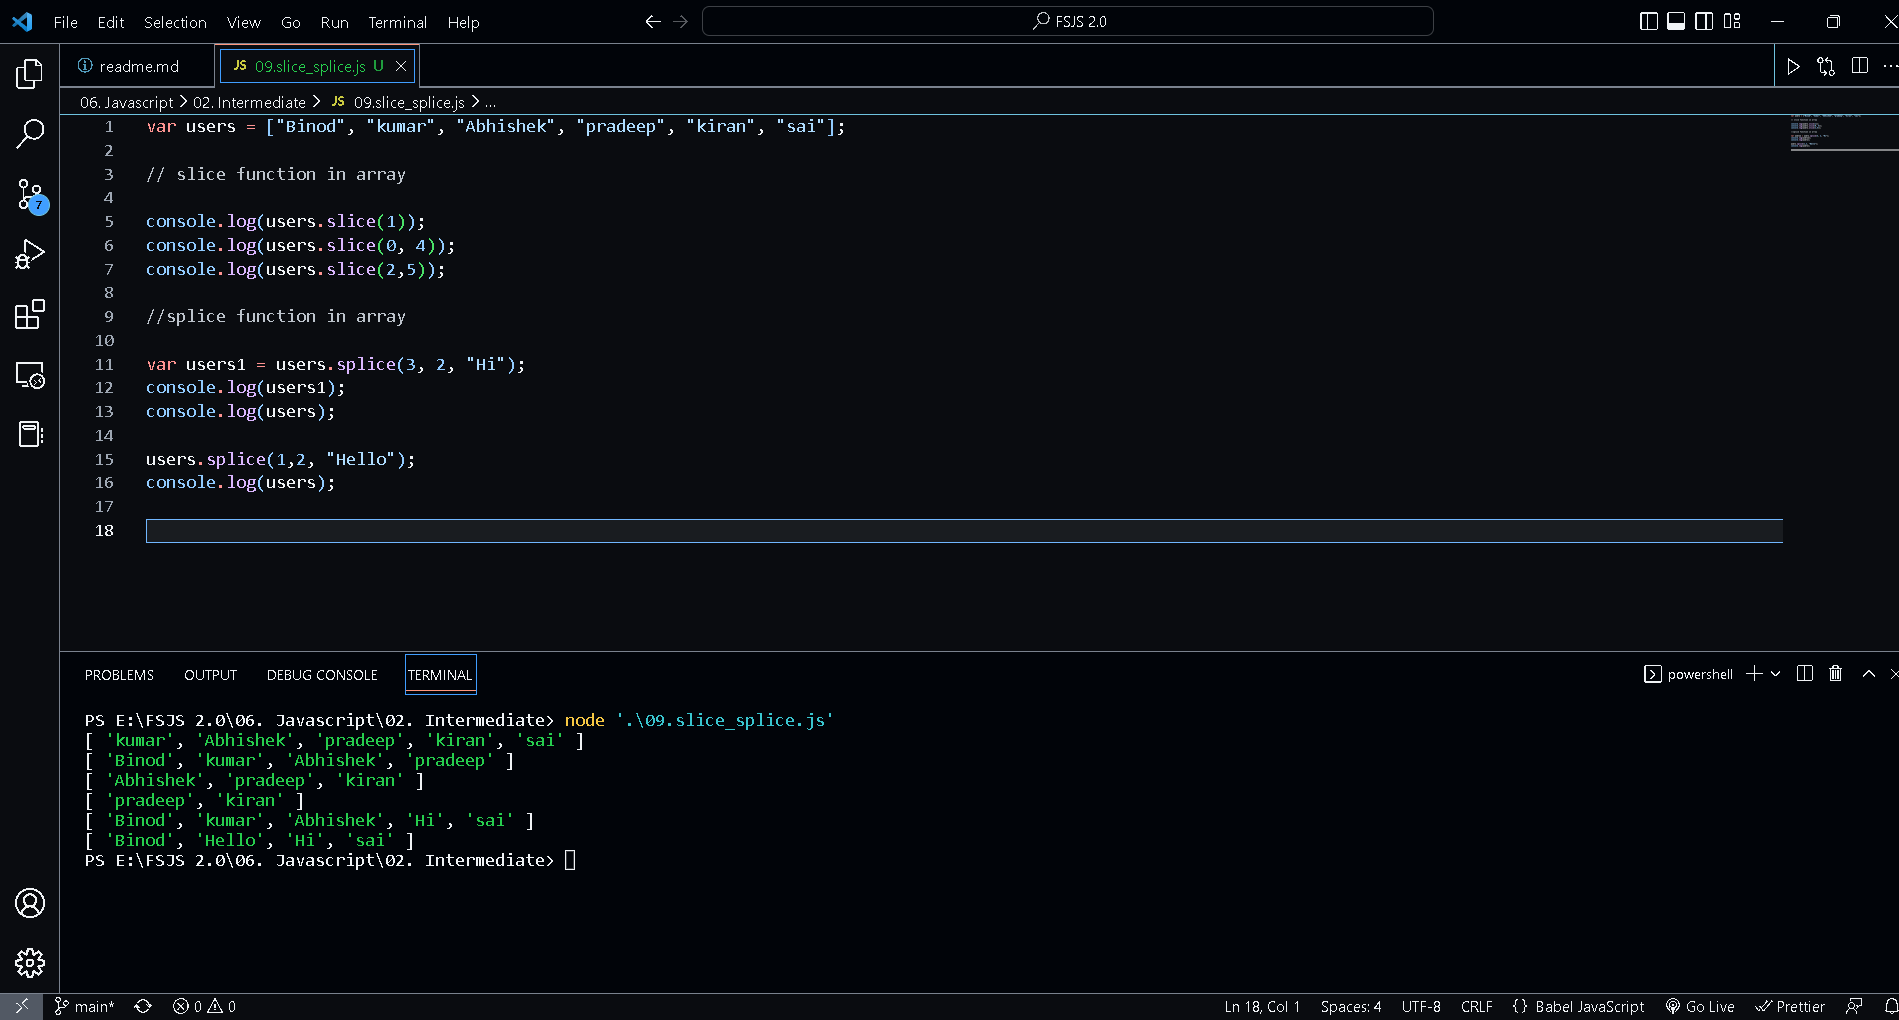 File Edit Selection View Go Run Terminal Help FSJS 2.0
readme.md JS 09.slice_splice.js U
06. Javascript > 02. Intermediate > JS 09.slice_splice.js > ...
1 var users = ["Binod", "kumar", "Abhishek", "pradeep", "kiran", "sai"];
2
3 // slice function in array
4
5 console.log(users.slice(1));
6 console.log(users.slice(0, 4));
7 console.log(users.slice(2,5));
8
9 //splice function in array
10
11 var users1 = users.splice(3, 2, "Hi");
12 console.log(users1);
13 console.log(users);
14
15 users.splice(1,2, "Hello");
16 console.log(users);
17
18
7
PROBLEMS OUTPUT DEBUG CONSOLE TERMINAL powershell
PS E:\FSJS 2.0\06. Javascript\02. Intermediate> node '.\09.slice_splice.js'
[ 'kumar', 'Abhishek', 'pradeep', 'kiran', 'sai' ]
[ 'Binod', 'kumar', 'Abhishek', 'pradeep' ]
[ 'Abhishek', 'pradeep', 'kiran' ]
[ 'pradeep', 'kiran' ]
[ 'Binod', 'kumar', 'Abhishek', 'Hi', 'sai' ]
[ 'Binod', 'Hello', 'Hi', 'sai' ]
PS E:\FSJS 2.0\06. Javascript\02. Intermediate>
main* 0 0 Ln 18, Col 1 Spaces: 4 UTF-8 CRLF {} Babel JavaScript Go Live Prettier